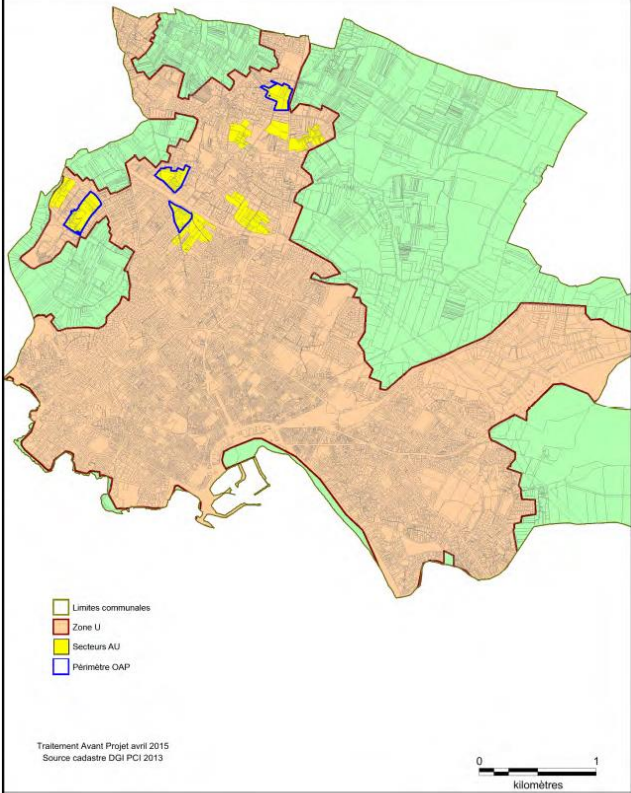 Limites communales
Zone U
Secteurs AU
Périmètre OAP
Traitement Avant Projet avril 2015
Source cadastre DGI PCI 2013
0 1
kilomètres